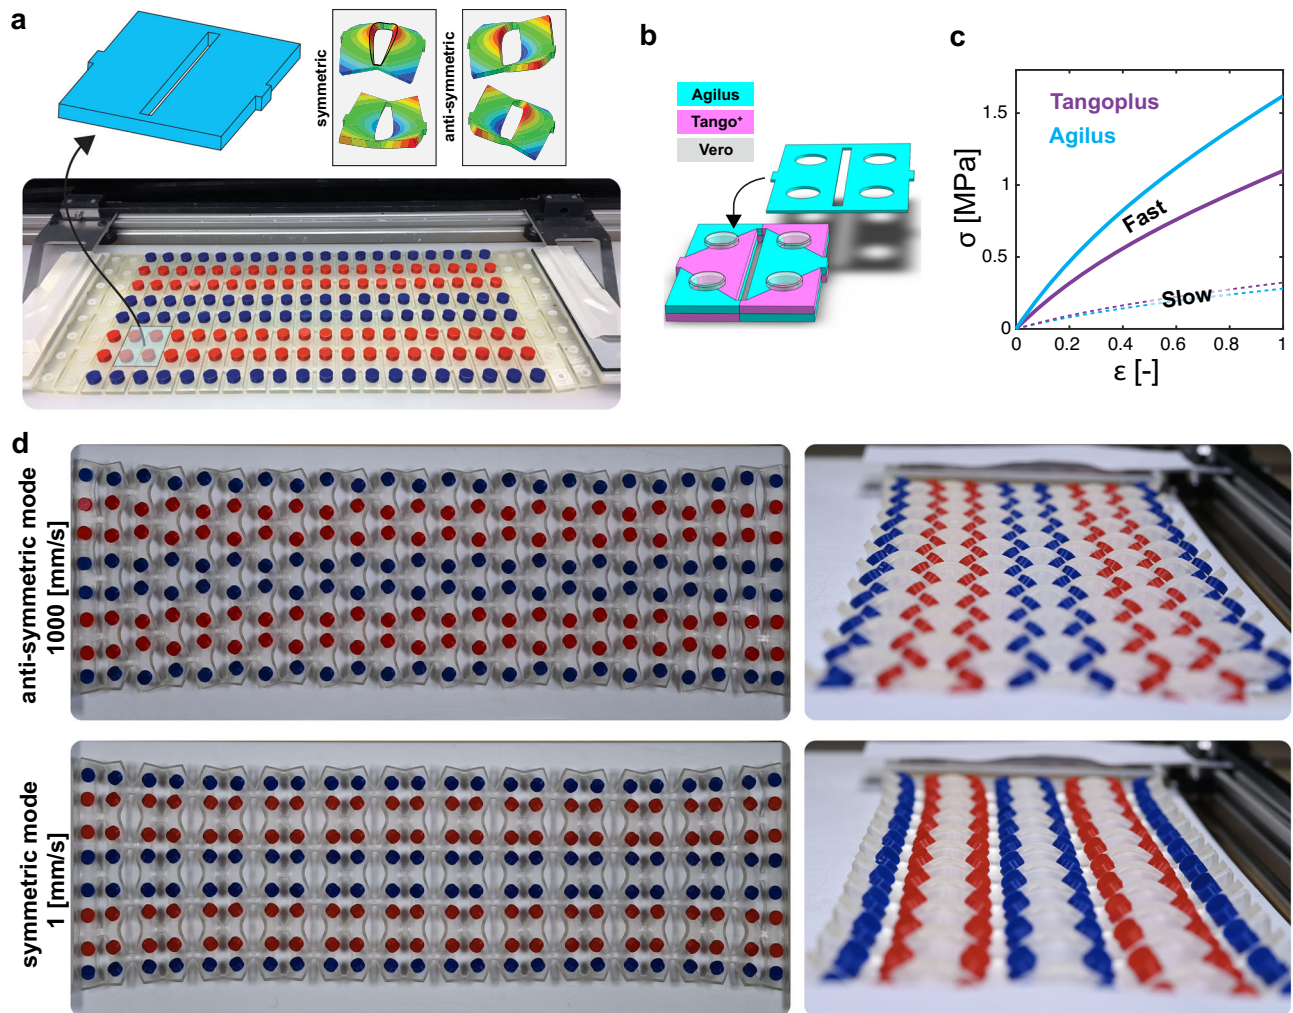 a
symmetric
anti-symmetric
b
Agilus
Tango⁺
Vero
c
Tangoplus
Agilus
Fast
Slow
σ [MPa]
1.5
1
0.5
0
0
0.2
0.4
0.6
0.8
1
ε [-]
d
anti-symmetric mode
1000 [mm/s]
symmetric mode
1 [mm/s]